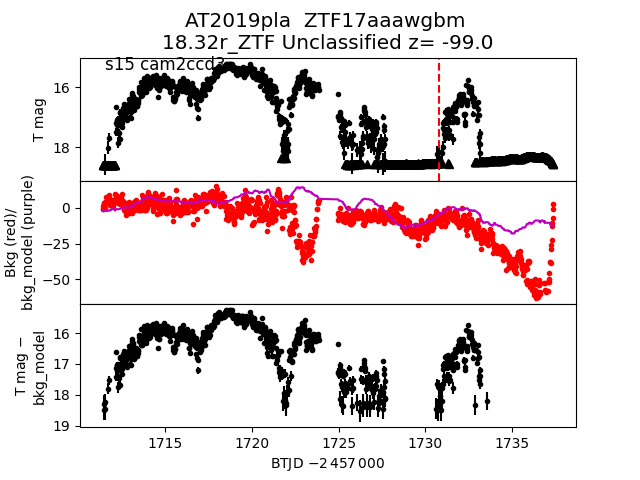 AT2019pla ZTF17aaawgbm
18.32r_ZTF Unclassified z= -99.0
s15 cam2ccd3
T mag
16
18
Bkg (red)/
bkg_model (purple)
0
−25
−50
T mag −
bkg_model
16
17
18
19
1715
1720
1725
1730
1735
BTJD −2 457 000